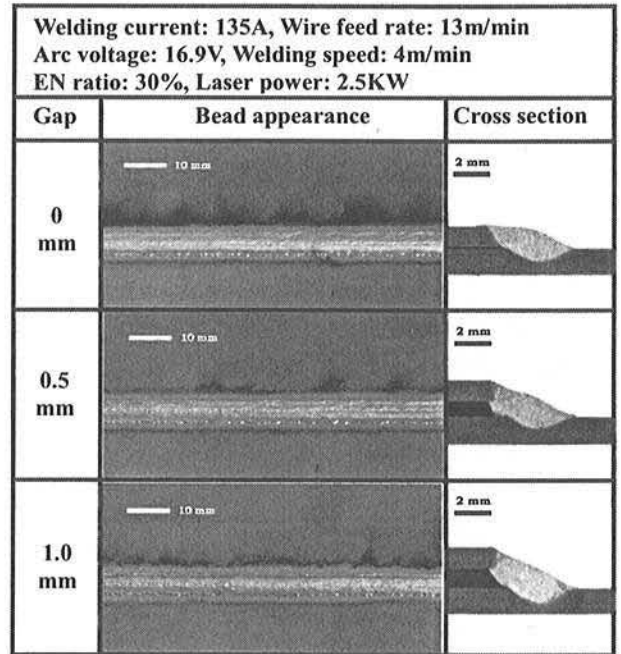 Welding current: 135A, Wire feed rate: 13m/min
Arc voltage: 16.9V, Welding speed: 4m/min
EN ratio: 30%, Laser power: 2.5KW
Gap Bead appearance Cross section
10 mm 2 mm
0
mm
10 mm 2 mm
0.5
mm
10 mm 2 mm
1.0
mm